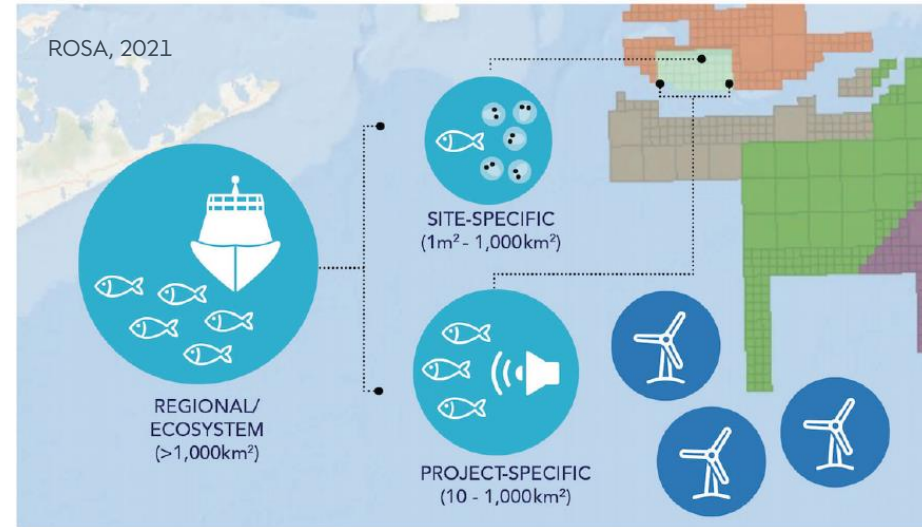 ROSA, 2021
SITE-SPECIFIC
(1m² - 1,000km²)
REGIONAL/
ECOSYSTEM
(>1,000km²)
PROJECT-SPECIFIC
(10 - 1,000km²)